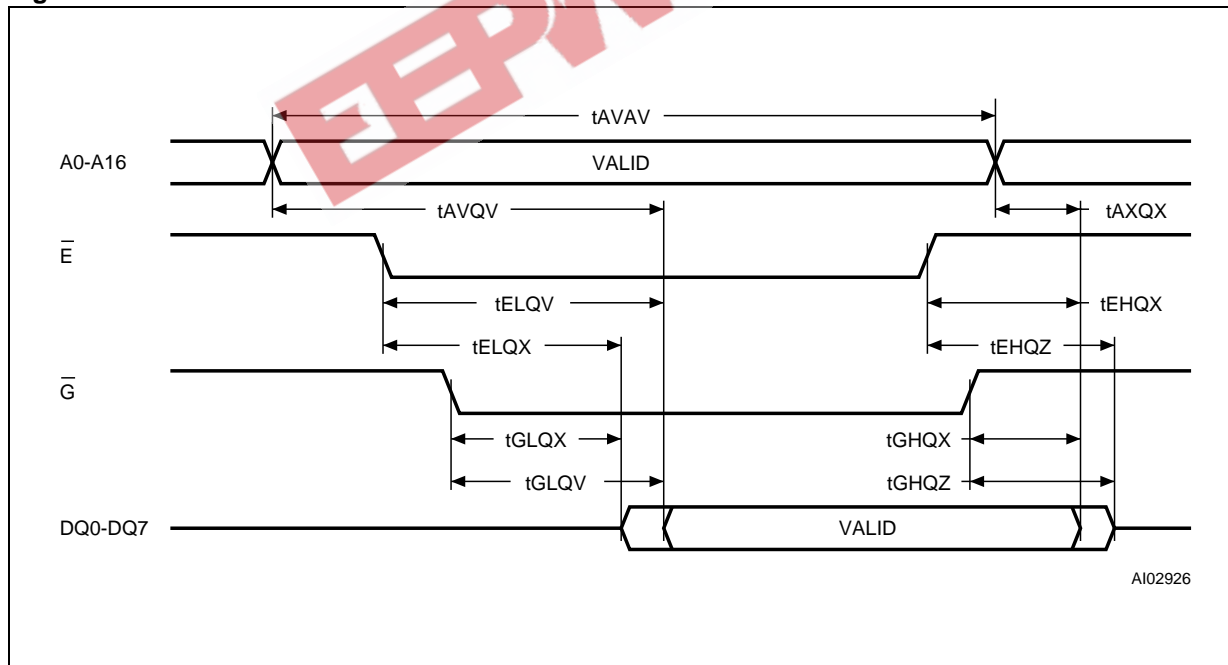 tAVAV
A0-A16 VALID
tAVQV tAXQX
E
tELQV tEHQX
tELQX tEHQZ
G
tGLQX tGHQX
tGLQV tGHQZ
DQ0-DQ7 VALID
AI02926